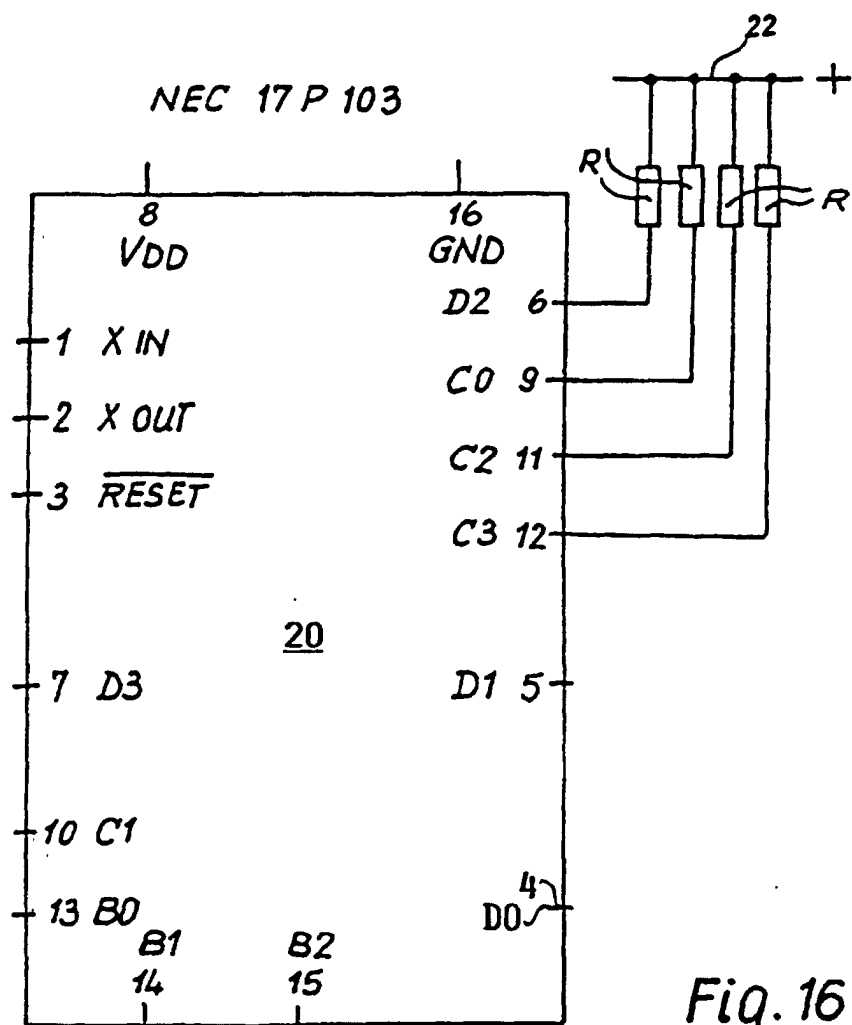 22
NEC 17 P 103
+
R
R
8
16
VDD
GND
D2 6
1 X IN
C0 9
2 X OUT
C2 11
3 RESET
C3 12
20
7 D3
D1 5
10 C1
4
13 B0
D0
B1
B2
14
15
Fig. 16